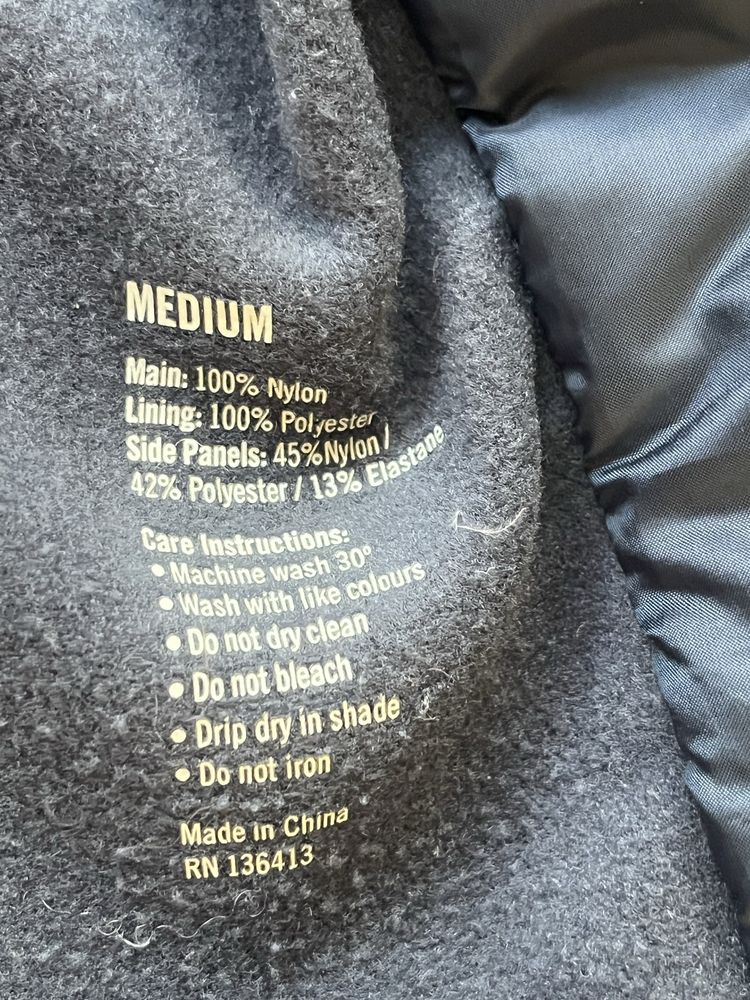 MEDIUM
Main: 100% Nylon
Lining: 100% Polyester
Side Panels: 45%Nylon /
42% Polyester / 13% Elastane
Care Instructions:
• Machine wash 30°
• Wash with like colours
• Do not dry clean
• Do not bleach
• Drip dry in shade
• Do not iron
Made in China
RN 136413